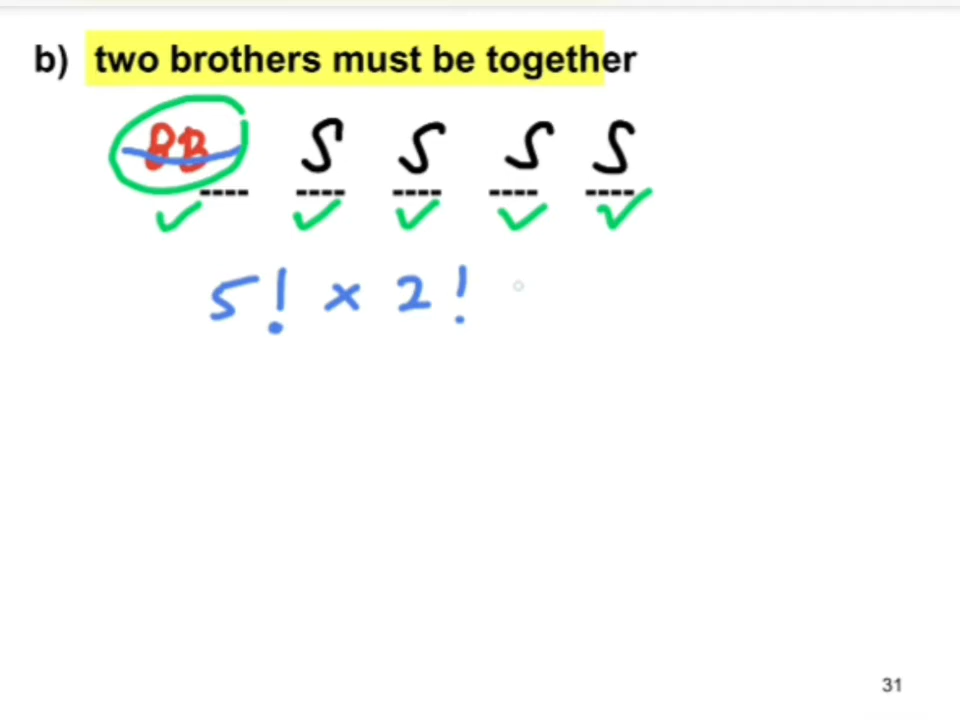 b) two brothers must be together
BB S S S S
---- ---- ---- ---- ----
5! × 2!
31